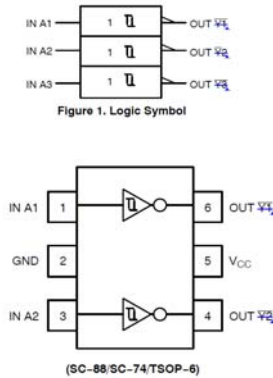 IN A1 1 OUT Y1
IN A2 1 OUT Y2
IN A3 1 OUT Y3
Figure 1. Logic Symbol
IN A1 1 6 OUT Y1
GND 2 5 VCC
IN A2 3 4 OUT Y2
(SC-88/SC-74/TSOP-6)